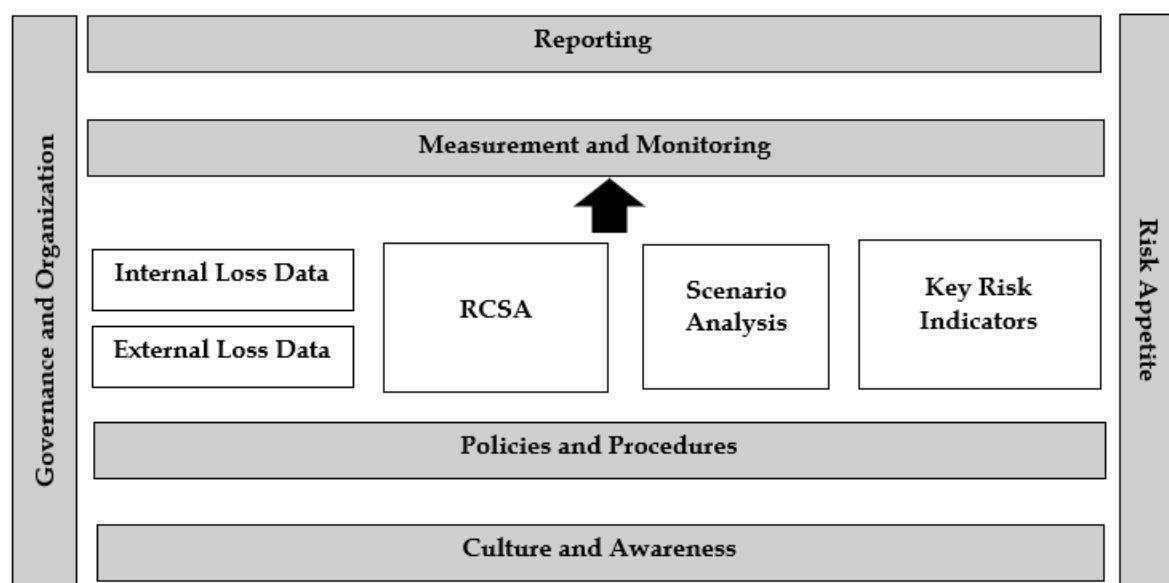 Reporting
Measurement and Monitoring
Governance and Organization
Internal Loss Data
External Loss Data
RCSA
Scenario
Analysis
Key Risk
Indicators
Risk Appetite
Policies and Procedures
Culture and Awareness